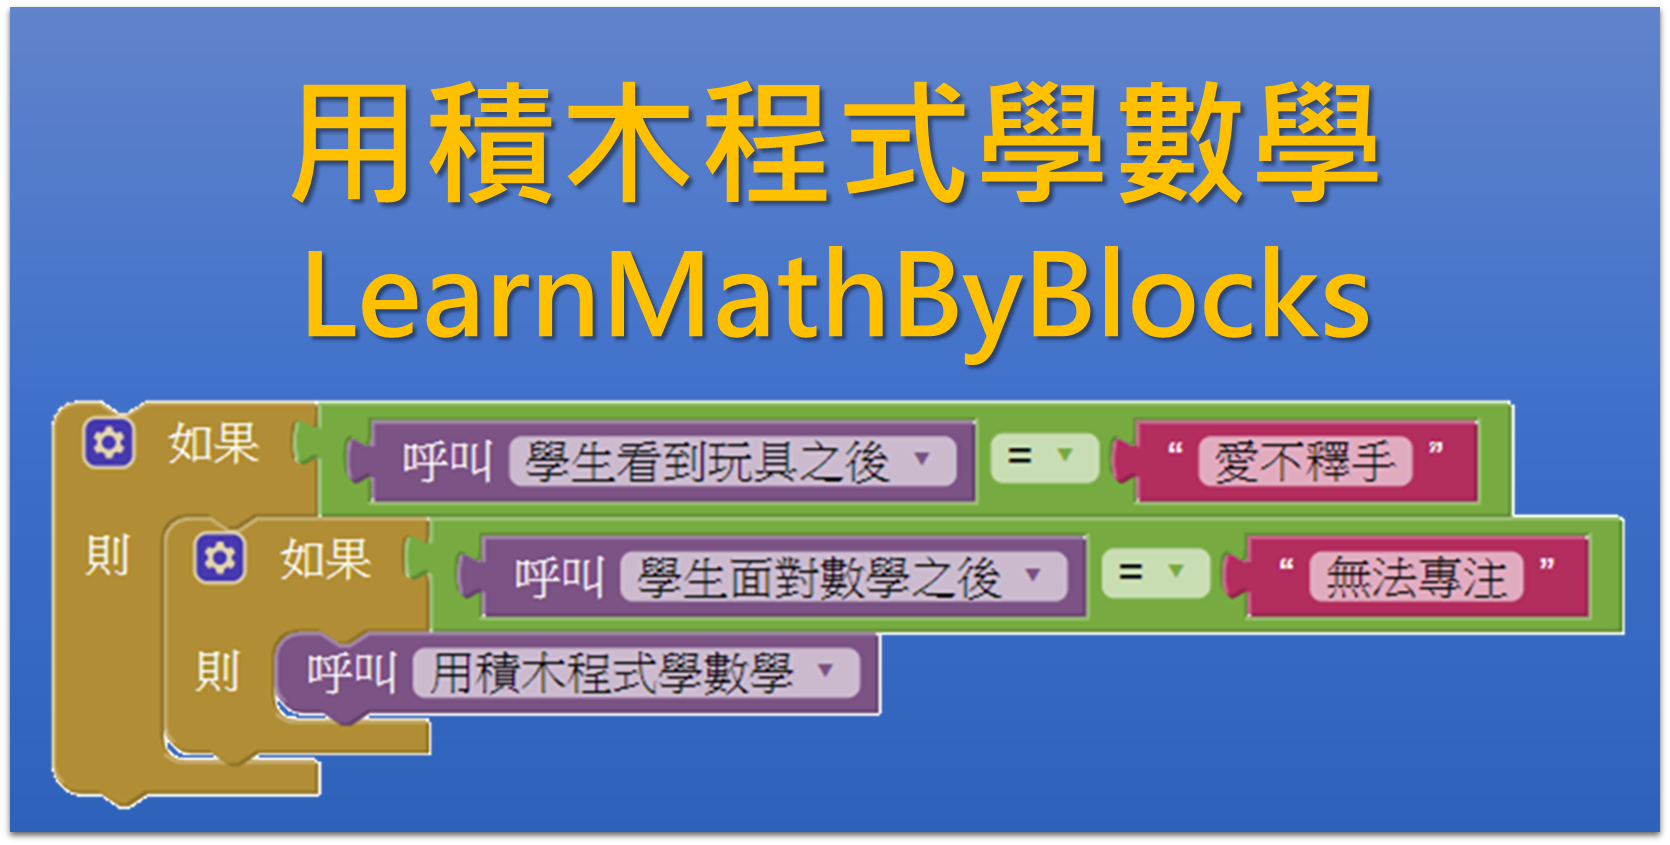 用積木程式學數學
LearnMathByBlocks
如果 呼叫 學生看到玩具之後 = “ 愛不釋手 ”
則 如果 呼叫 學生面對數學之後 = “ 無法專注 ”
則 呼叫 用積木程式學數學